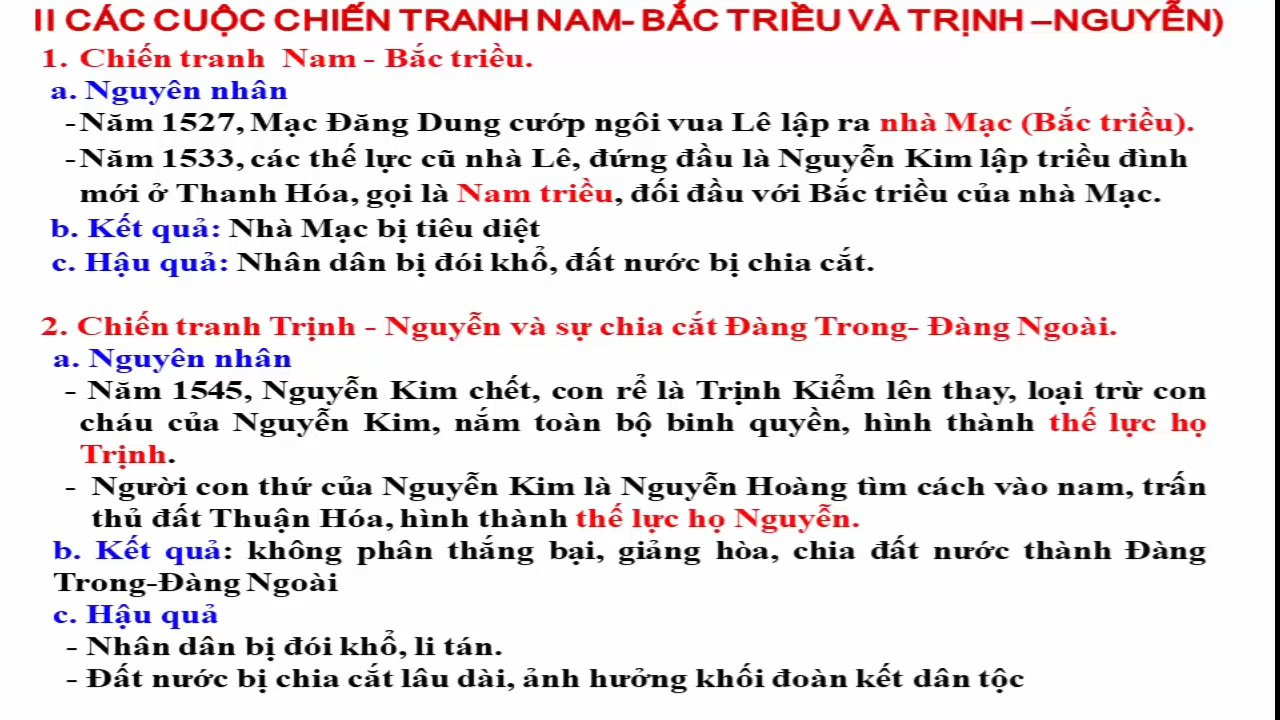 II CÁC CUỘC CHIẾN TRANH NAM- BẮC TRIỀU VÀ TRỊNH –NGUYỄN)
1. Chiến tranh Nam - Bắc triều.
a. Nguyên nhân
-Năm 1527, Mạc Đăng Dung cướp ngôi vua Lê lập ra nhà Mạc (Bắc triều).
-Năm 1533, các thế lực cũ nhà Lê, đứng đầu là Nguyễn Kim lập triều đình
mới ở Thanh Hóa, gọi là Nam triều, đối đầu với Bắc triều của nhà Mạc.
b. Kết quả: Nhà Mạc bị tiêu diệt
c. Hậu quả: Nhân dân bị đói khổ, đất nước bị chia cắt.
2. Chiến tranh Trịnh - Nguyễn và sự chia cắt Đàng Trong- Đàng Ngoài.
a. Nguyên nhân
- Năm 1545, Nguyễn Kim chết, con rể là Trịnh Kiểm lên thay, loại trừ con
cháu của Nguyễn Kim, nắm toàn bộ binh quyền, hình thành thế lực họ
Trịnh.
- Người con thứ của Nguyễn Kim là Nguyễn Hoàng tìm cách vào nam, trấn
thủ đất Thuận Hóa, hình thành thế lực họ Nguyễn.
b. Kết quả: không phân thắng bại, giảng hòa, chia đất nước thành Đàng
Trong-Đàng Ngoài
c. Hậu quả
- Nhân dân bị đói khổ, li tán.
- Đất nước bị chia cắt lâu dài, ảnh hưởng khối đoàn kết dân tộc